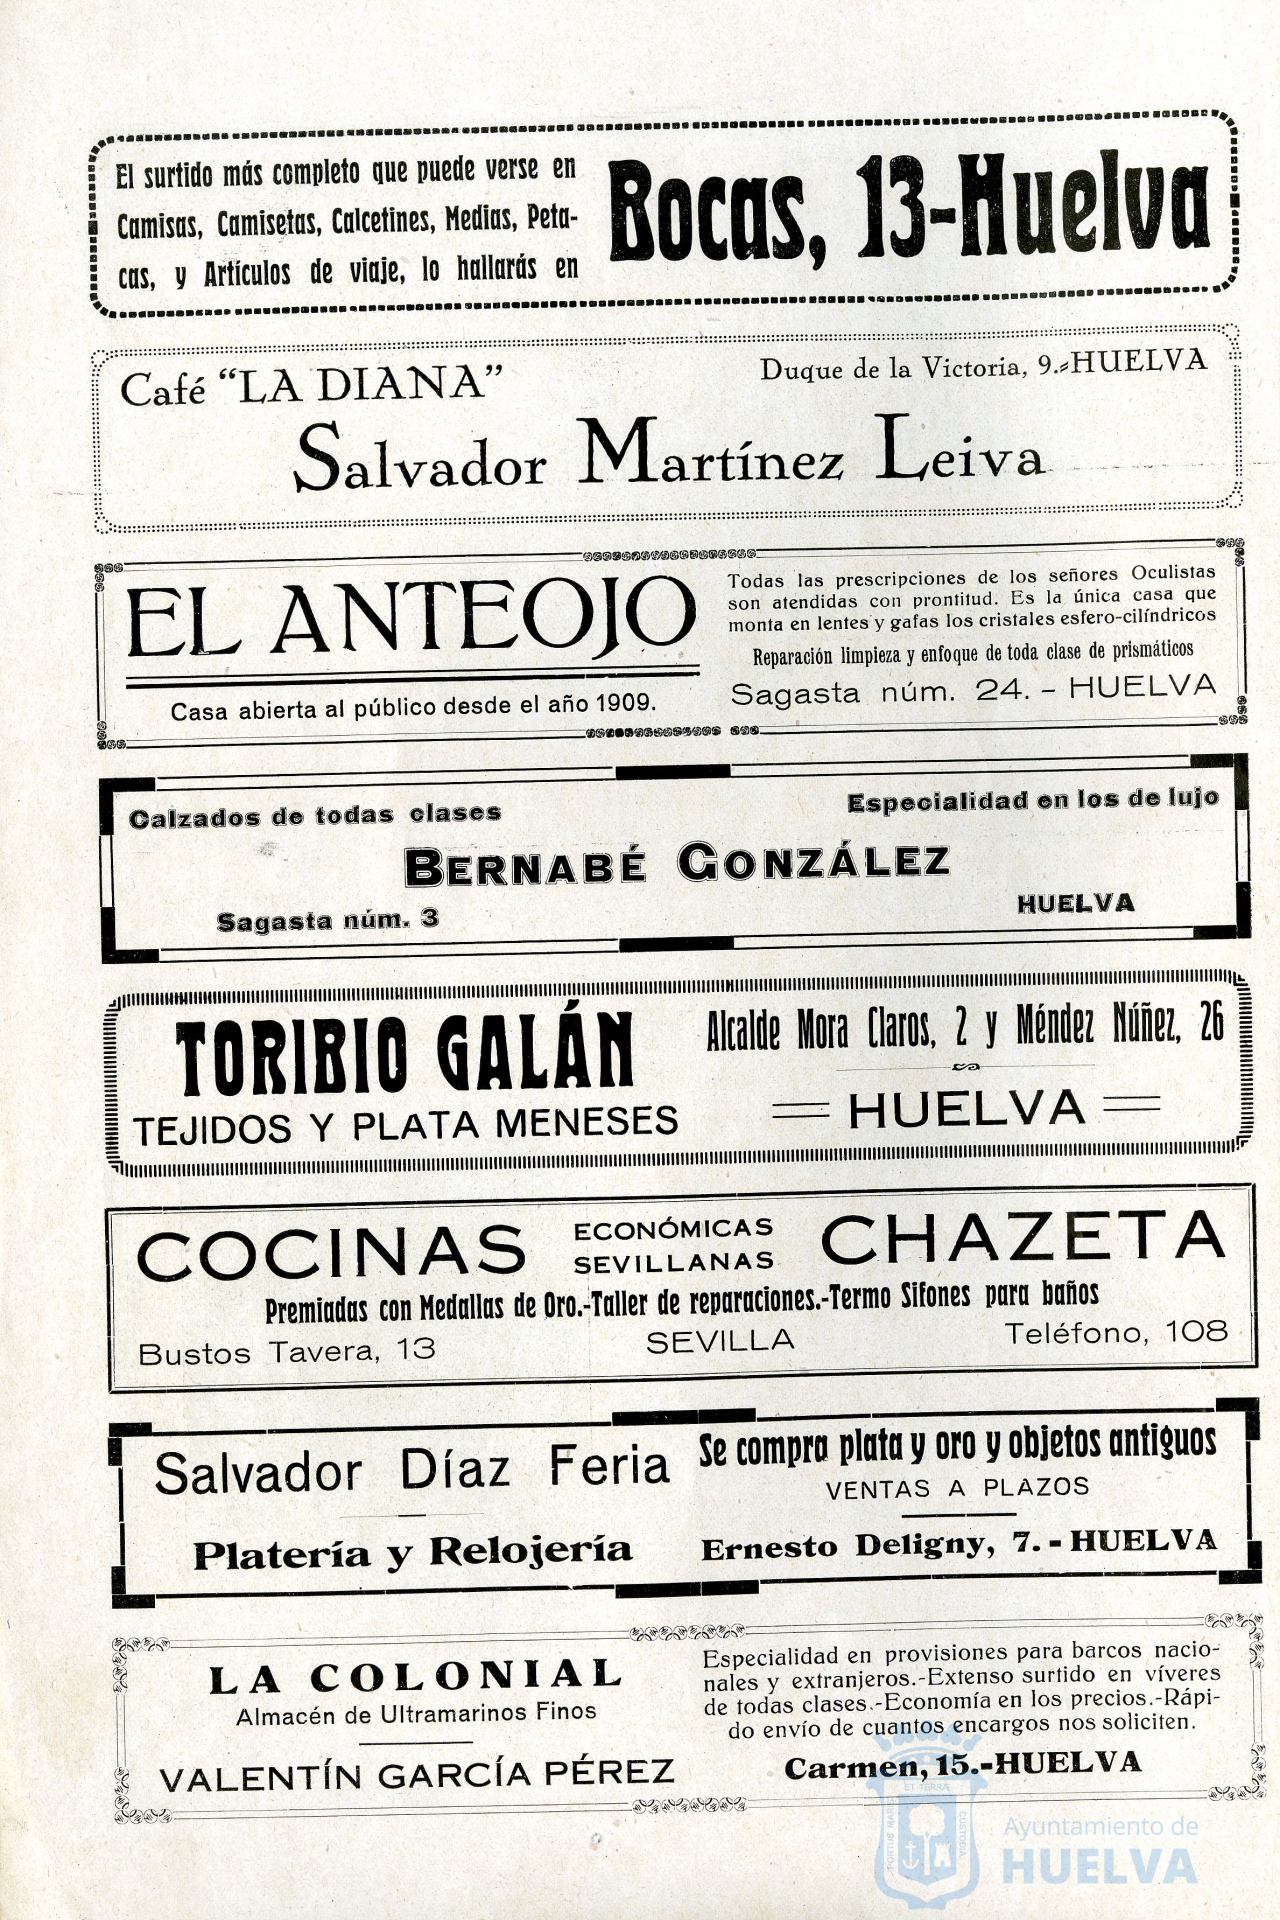 El surtido más completo que puede verse en
Camisas, Camisetas, Calcetines, Medias, Peta-
cas, y Artículos de viaje, lo hallarás en
Bocas, 13-Huelva
Café “LA DIANA”
Duque de la Victoria, 9.-HUELVA
Salvador Martínez Leiva
EL ANTEOJO
Casa abierta al público desde el año 1909.
Todas las prescripciones de los señores Oculistas
son atendidas con prontitud. Es la única casa que
monta en lentes y gafas los cristales esfero-cilíndricos
Reparación limpieza y enfoque de toda clase de prismáticos
Sagasta núm. 24. - HUELVA
Calzados de todas clases
Especialidad en los de lujo
BERNABÉ GONZÁLEZ
Sagasta núm. 3
HUELVA
TORIBIO GALÁN
TEJIDOS Y PLATA MENESES
Alcalde Mora Claros, 2 y Méndez Núñez, 26
HUELVA
COCINAS ECONÓMICAS SEVILLANAS CHAZETA
Premiadas con Medallas de Oro.-Taller de reparaciones.-Termo Sifones para baños
Bustos Tavera, 13 SEVILLA Teléfono, 108
Salvador Díaz Feria
Platería y Relojería
Se compra plata y oro y objetos antiguos
VENTAS A PLAZOS
Ernesto Deligny, 7. - HUELVA
LA COLONIAL
Almacén de Ultramarinos Finos
VALENTÍN GARCÍA PÉREZ
Especialidad en provisiones para barcos nacio-
nales y extranjeros.-Extenso surtido en víveres
de todas clases.-Economía en los precios.-Rápi-
do envío de cuantos encargos nos soliciten.
Carmen, 15.-HUELVA
PORTUS MARIS
ET TERRA
CUSTODIA
Ayuntamiento de
HUELVA